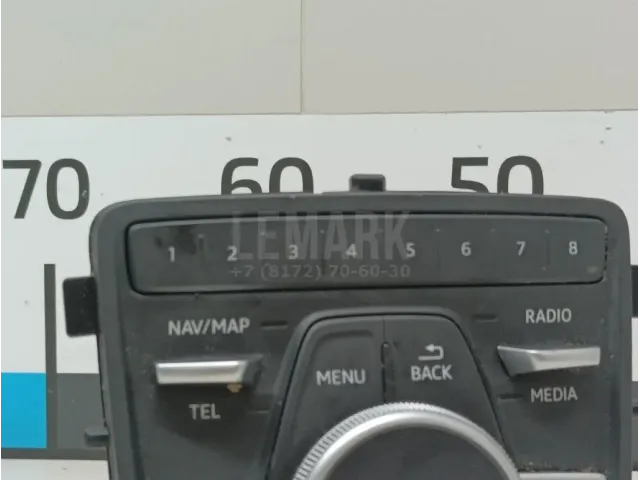 70 60 50
LEMARK
1 2 3 4 5 6 7 8
+7 (8172) 70-60-30
NAV/MAP
RADIO
MENU
BACK
TEL
MEDIA